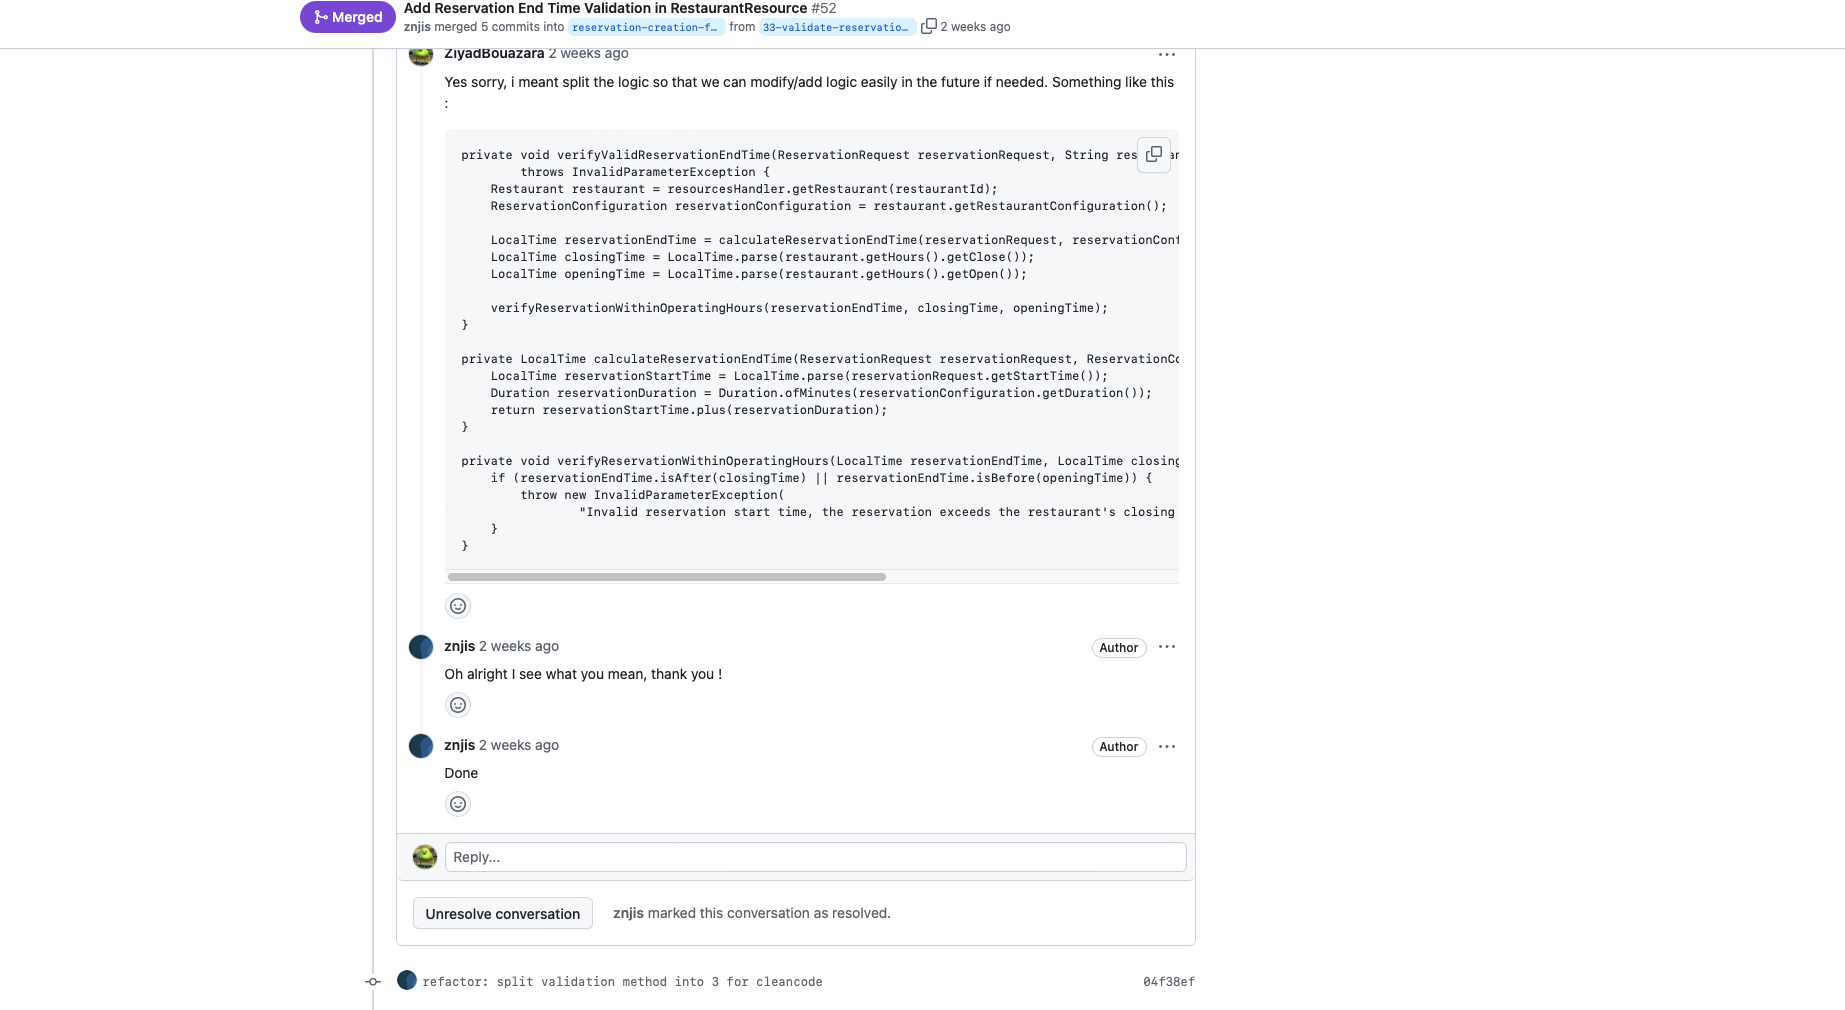 Merged
Add Reservation End Time Validation in RestaurantResource #52
znjis merged 5 commits into reservation-creation-f… from 33-validate-reservatio… 2 weeks ago
ZiyadBouazara 2 weeks ago
Yes sorry, i meant split the logic so that we can modify/add logic easily in the future if needed. Something like this
:
private void verifyValidReservationEndTime(ReservationRequest reservationRequest, String res
        throws InvalidParameterException {
    Restaurant restaurant = resourcesHandler.getRestaurant(restaurantId);
    ReservationConfiguration reservationConfiguration = restaurant.getRestaurantConfiguration();
    LocalTime reservationEndTime = calculateReservationEndTime(reservationRequest, reservationConf
    LocalTime closingTime = LocalTime.parse(restaurant.getHours().getClose());
    LocalTime openingTime = LocalTime.parse(restaurant.getHours().getOpen());
    verifyReservationWithinOperatingHours(reservationEndTime, closingTime, openingTime);
}
private LocalTime calculateReservationEndTime(ReservationRequest reservationRequest, ReservationCo
    LocalTime reservationStartTime = LocalTime.parse(reservationRequest.getStartTime());
    Duration reservationDuration = Duration.ofMinutes(reservationConfiguration.getDuration());
    return reservationStartTime.plus(reservationDuration);
}
private void verifyReservationWithinOperatingHours(LocalTime reservationEndTime, LocalTime closing
    if (reservationEndTime.isAfter(closingTime) || reservationEndTime.isBefore(openingTime)) {
        throw new InvalidParameterException(
                "Invalid reservation start time, the reservation exceeds the restaurant's closing
    }
}
znjis 2 weeks ago
Author
Oh alright I see what you mean, thank you !
znjis 2 weeks ago
Author
Done
Reply...
Unresolve conversation
znjis marked this conversation as resolved.
refactor: split validation method into 3 for cleancode
04f38ef